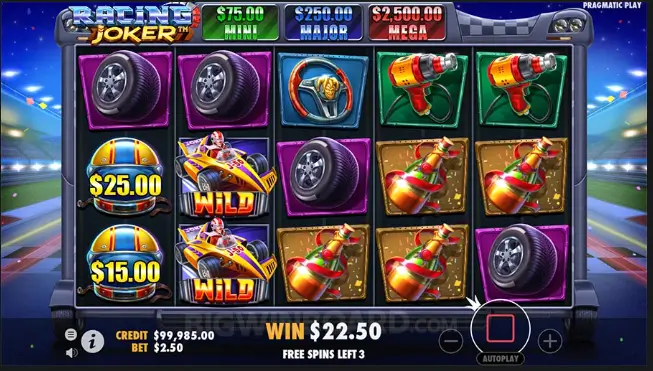 PRAGMATIC PLAY
RACING
JOKER™
$75.00
MINI
$250.00
MAJOR
$2,500.00
MEGA
$25.00
WILD
$15.00
WILD
CREDIT $99,985.00
BET $2.50
WIN $22.50
FREE SPINS LEFT 3
AUTOPLAY